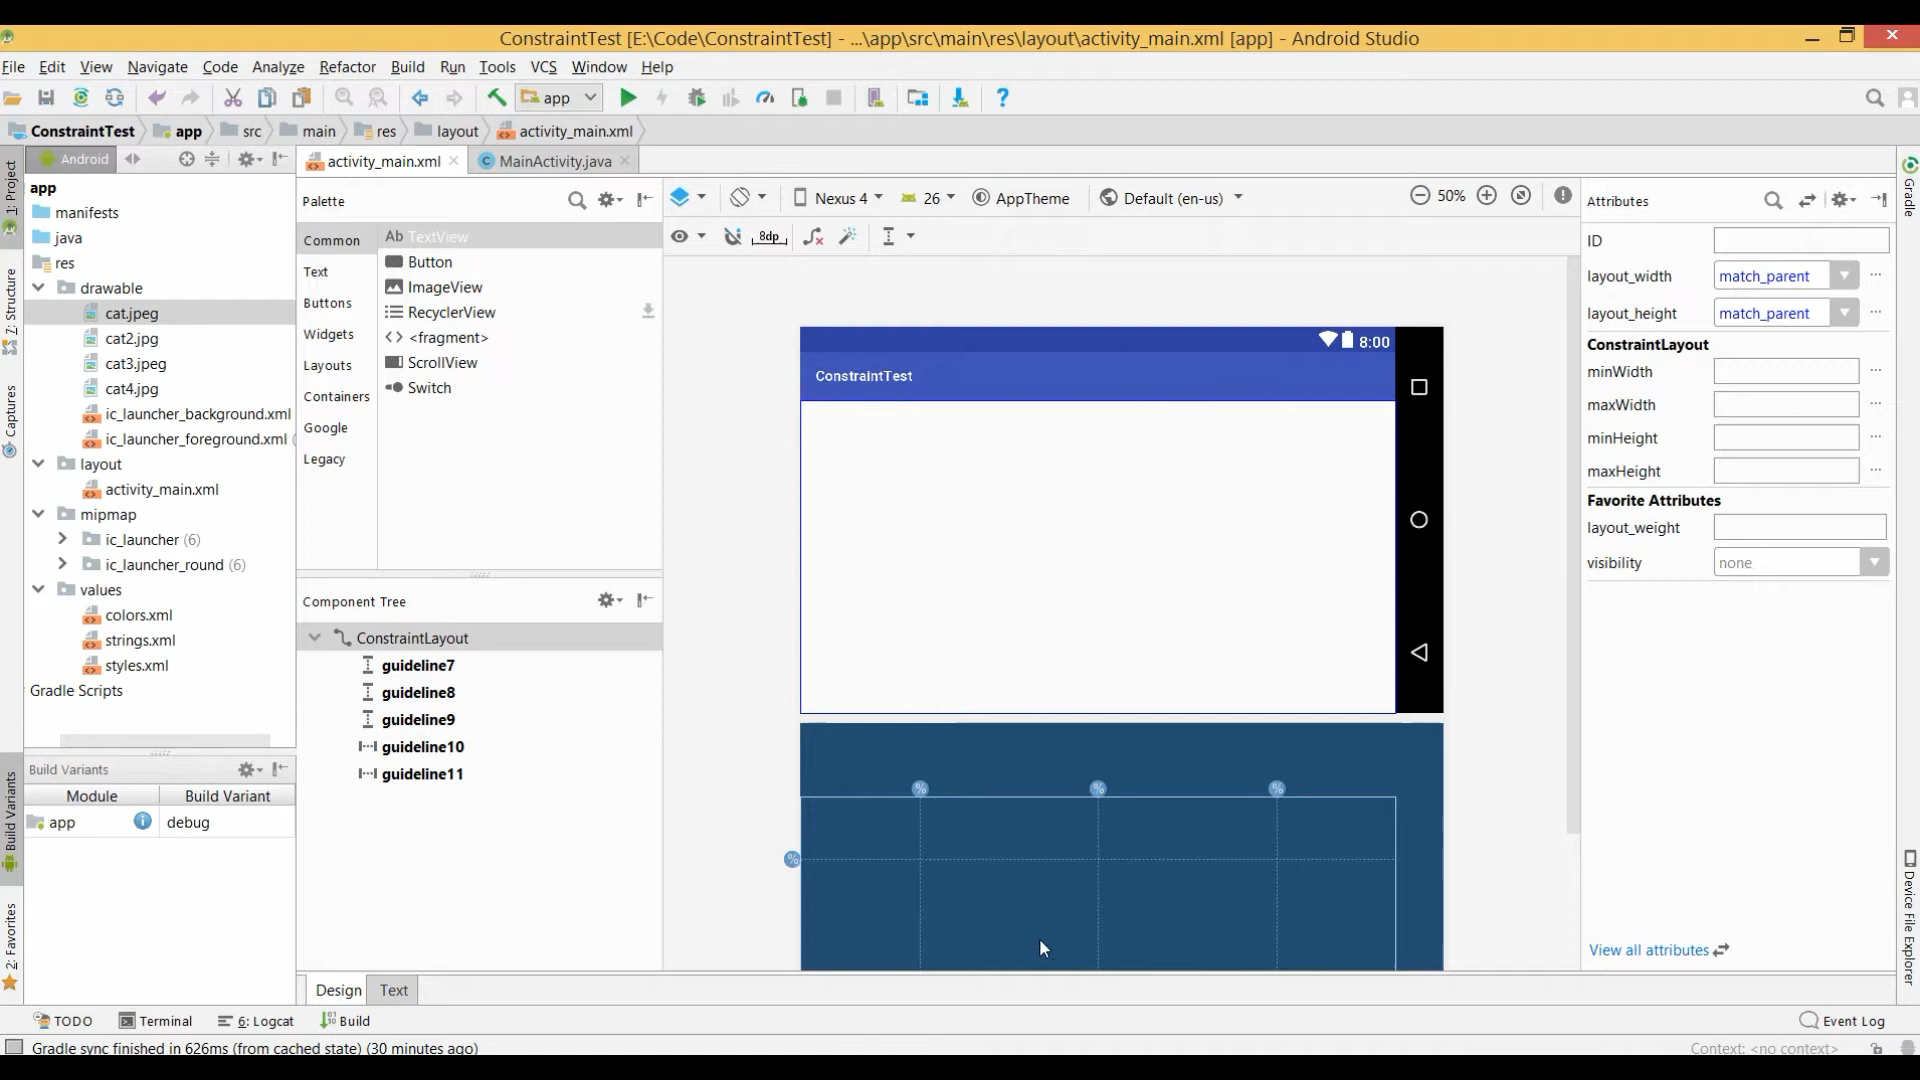 ConstraintTest [E:\Code\ConstraintTest] - ...\app\src\main\res\layout\activity_main.xml [app] - Android Studio
File Edit View Navigate Code Analyze Refactor Build Run Tools VCS Window Help
app
ConstraintTest app src main res layout activity_main.xml
1: Project
7: Structure
Captures
Build Variants
2: Favorites
Android
app
manifests
java
res
drawable
cat.jpeg
cat2.jpg
cat3.jpeg
cat4.jpg
ic_launcher_background.xml
ic_launcher_foreground.xml (
layout
activity_main.xml
mipmap
ic_launcher (6)
ic_launcher_round (6)
values
colors.xml
strings.xml
styles.xml
Gradle Scripts
Build Variants
Module Build Variant
app debug
activity_main.xml MainActivity.java
Palette
Common
Text
Buttons
Widgets
Layouts
Containers
Google
Legacy
Ab TextView
Button
ImageView
RecyclerView
<fragment>
ScrollView
Switch
Component Tree
ConstraintLayout
guideline7
guideline8
guideline9
guideline10
guideline11
Design Text
Nexus 4 26 AppTheme Default (en-us) 50%
8dp
8:00
ConstraintTest
% % %
%
Attributes
ID
layout_width match_parent
layout_height match_parent
ConstraintLayout
minWidth
maxWidth
minHeight
maxHeight
Favorite Attributes
layout_weight
visibility none
View all attributes
Gradle
Device File Explorer
TODO Terminal 6: Logcat Build Event Log
Gradle sync finished in 626ms (from cached state) (30 minutes ago) Context: <no context>